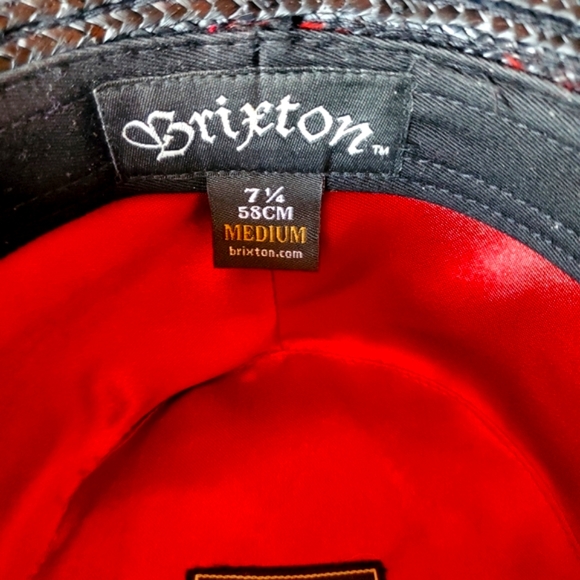 Brixton™
7 ¼
58CM
MEDIUM
brixton.com